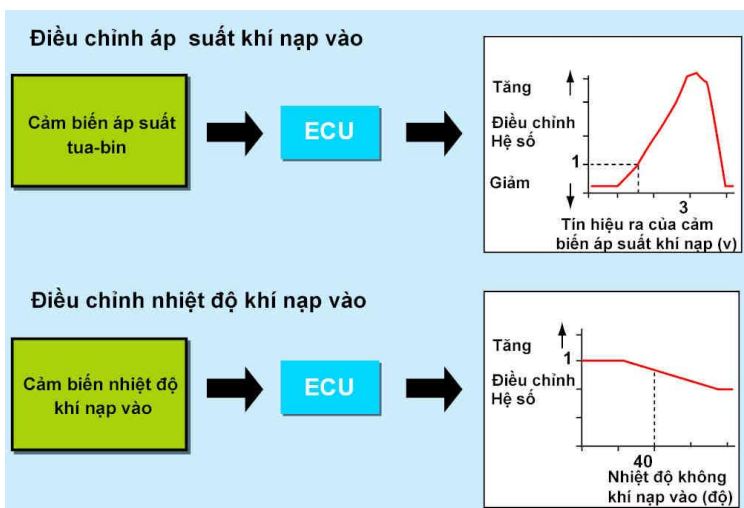 Điều chỉnh áp suất khí nạp vào
Cảm biến áp suất
tua-bin
ECU
Tăng
Điều chỉnh
Hệ số
1
Giảm
3
Tín hiệu ra của cảm
biến áp suất khí nạp (v)
Điều chỉnh nhiệt độ khí nạp vào
Cảm biến nhiệt độ
khí nạp vào
ECU
Tăng
1
Điều chỉnh
Hệ số
40
Nhiệt độ không
khí nạp vào (độ)